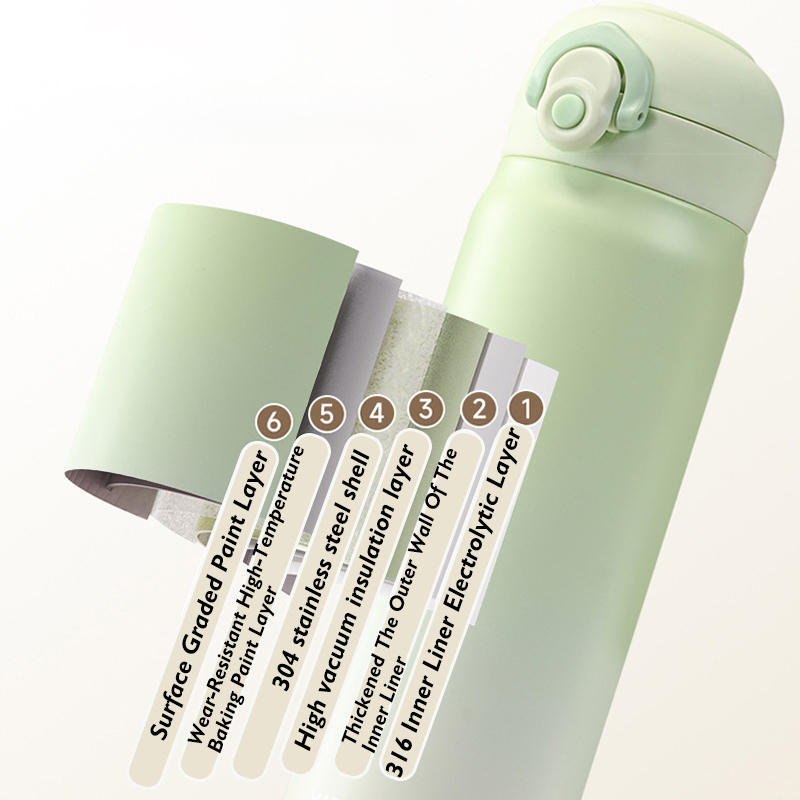 6
5
4
3
2
1
Surface Graded Paint Layer
Wear-Resistant High-Temperature
Baking Paint Layer
304 stainless steel shell
High vacuum insulation layer
Thickened The Outer Wall Of The
Inner Liner
316 Inner Liner Electrolytic Layer